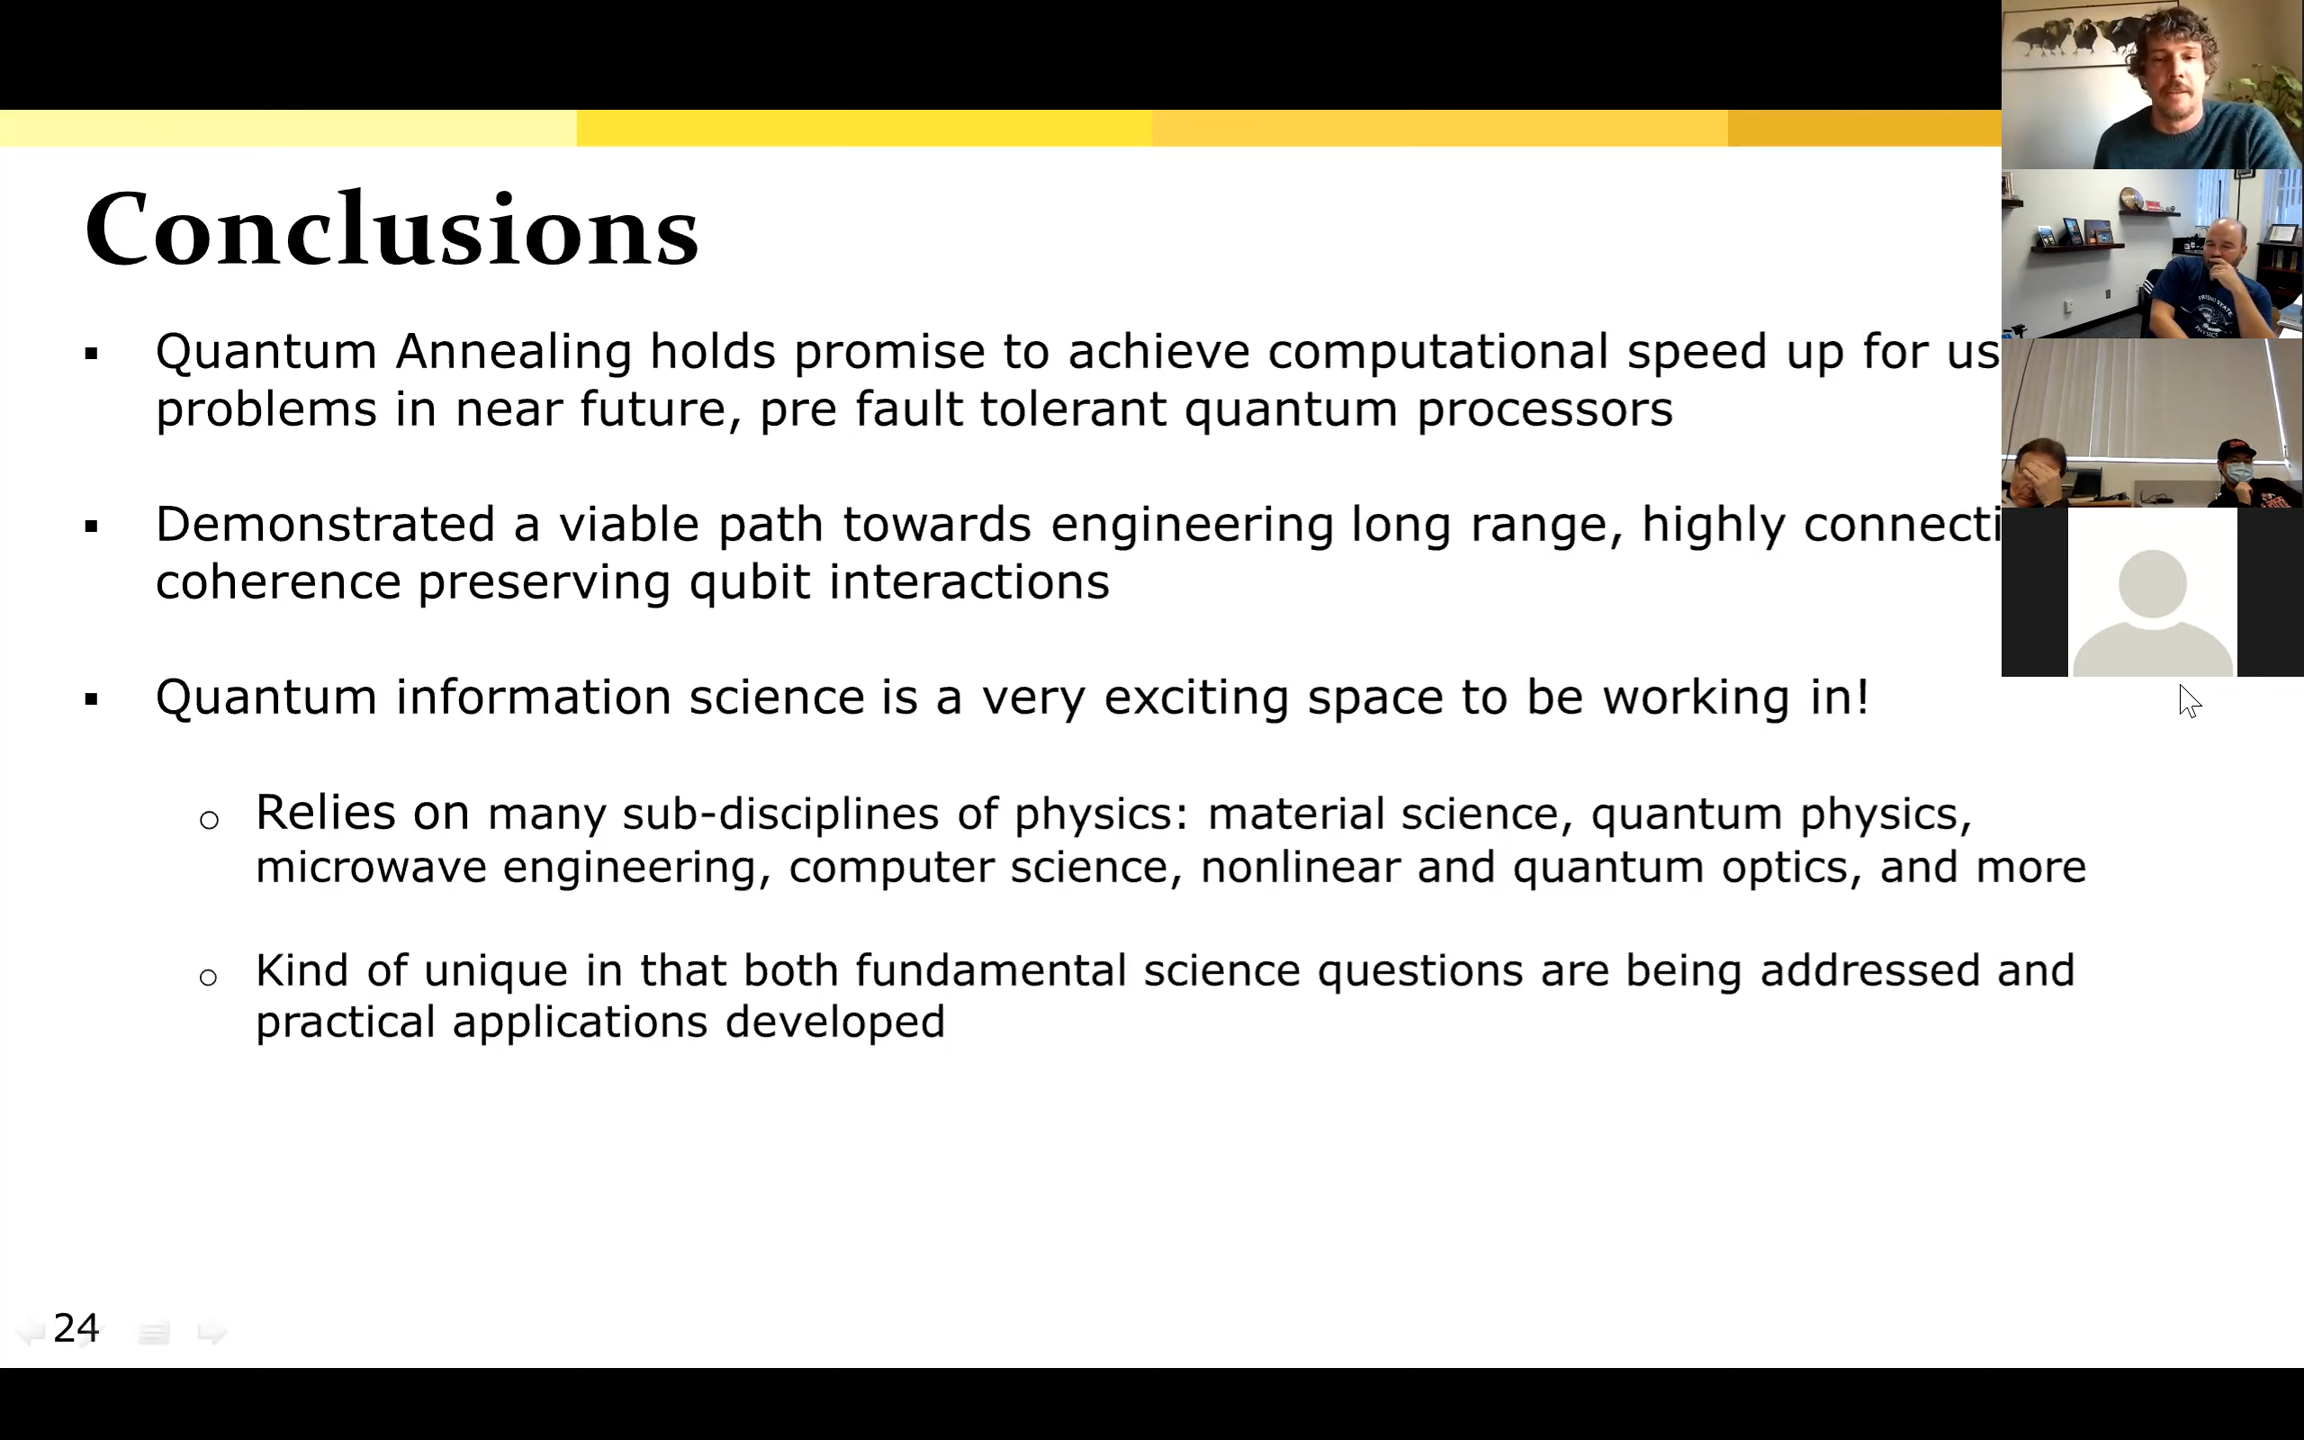 Conclusions
Quantum Annealing holds promise to achieve computational speed up for
problems in near future, pre fault tolerant quantum processors
Demonstrated a viable path towards engineering long range, highly
coherence preserving qubit interactions
Quantum information science is a very exciting space to be working in!
Relies on many sub-disciplines of physics: material science, quantum physics,
microwave engineering, computer science, nonlinear and quantum optics, and more
Kind of unique in that both fundamental science questions are being addressed and
practical applications developed
24
FRESNO STATE
PHYSICS